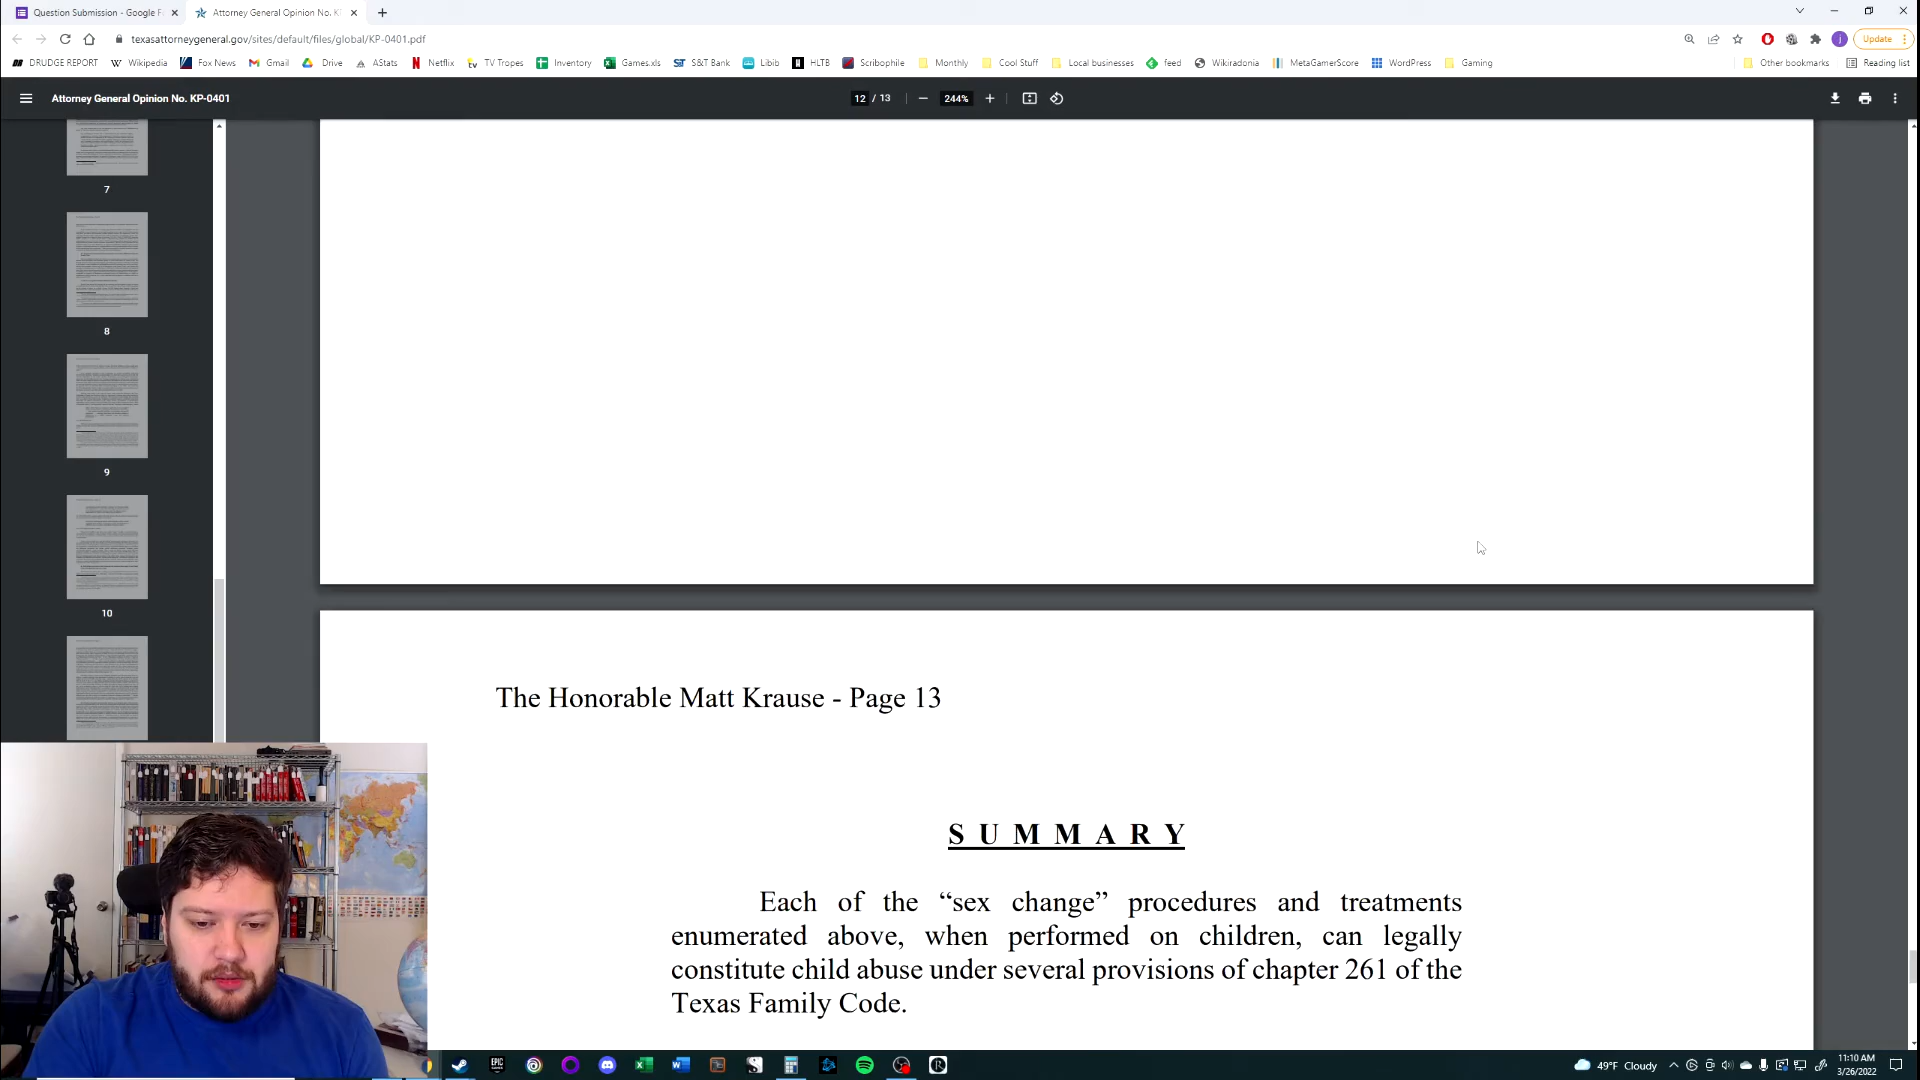 Question Submission - Google F
Attorney General Opinion No. K
texasattorneygeneral.gov/sites/default/files/global/KP-0401.pdf
Update
DRUDGE REPORT
Wikipedia
Fox News
Gmail
Drive
AStats
Netflix
TV Tropes
Inventory
Games.xls
S&T Bank
Libib
HLTB
Scribophile
Monthly
Cool Stuff
Local businesses
feed
Wikiradonia
MetaGamerScore
WordPress
Gaming
Other bookmarks
Reading list
Attorney General Opinion No. KP-0401
12 / 13
244%
7
8
9
10
The Honorable Matt Krause - Page 13
S U M M A R Y
Each of the “sex change” procedures and treatments
enumerated above, when performed on children, can legally
constitute child abuse under several provisions of chapter 261 of the
Texas Family Code.
49°F Cloudy
11:10 AM
3/26/2022